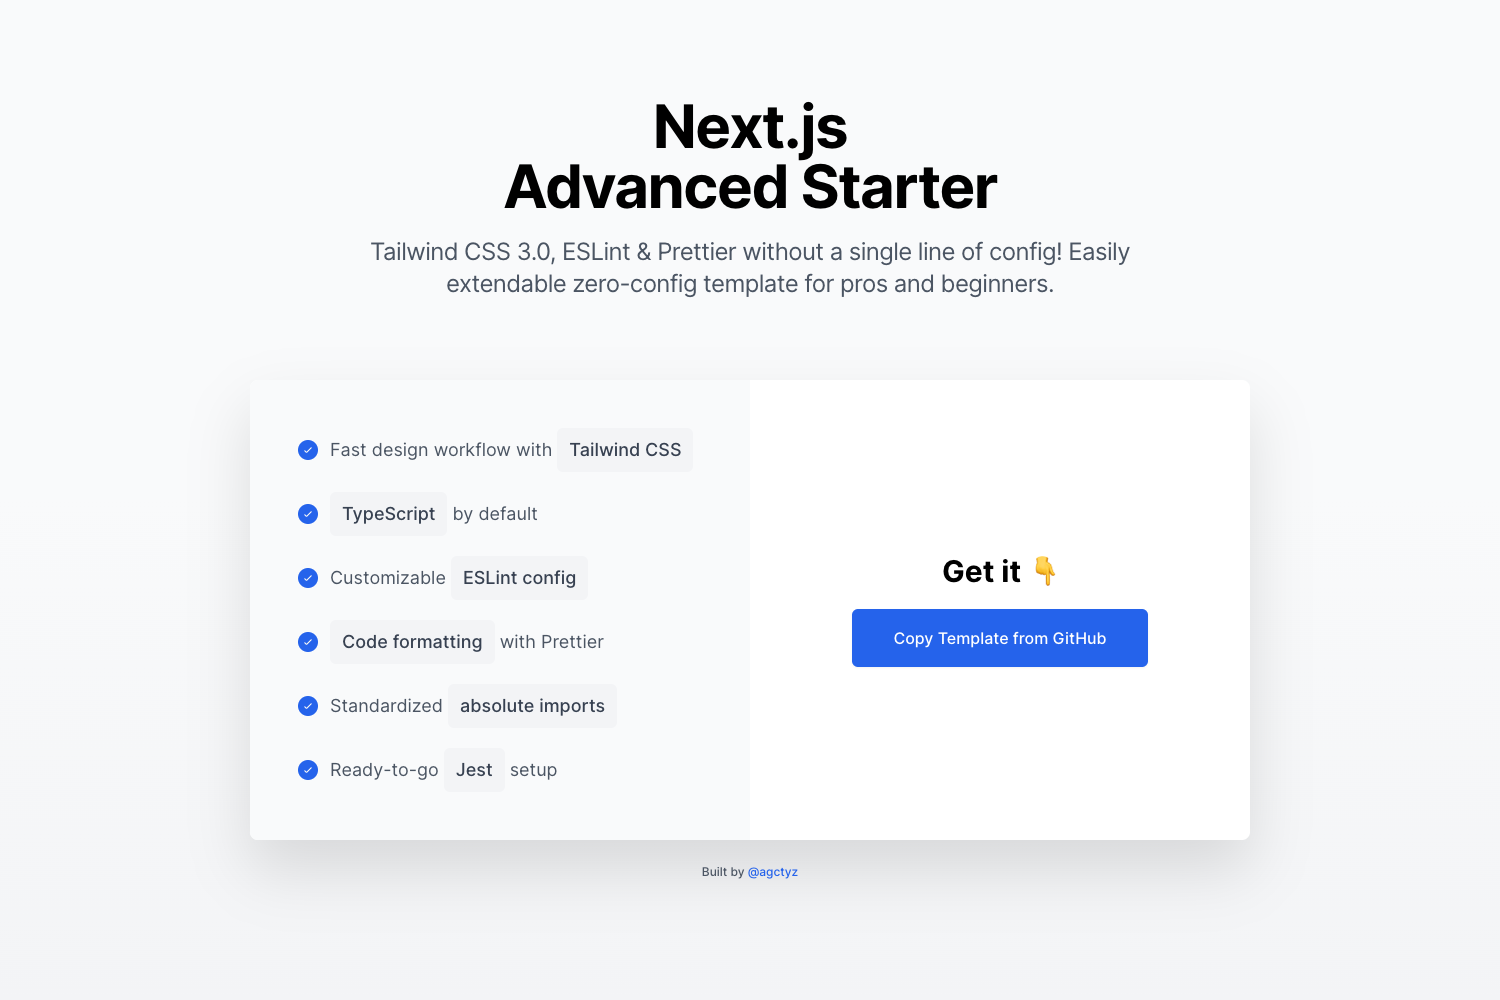 Next.js
Advanced Starter
Tailwind CSS 3.0, ESLint & Prettier without a single line of config! Easily
extendable zero-config template for pros and beginners.
Fast design workflow with Tailwind CSS
TypeScript by default
Customizable ESLint config
Code formatting with Prettier
Standardized absolute imports
Ready-to-go Jest setup
Get it 👇
Copy Template from GitHub
Built by @agctyz